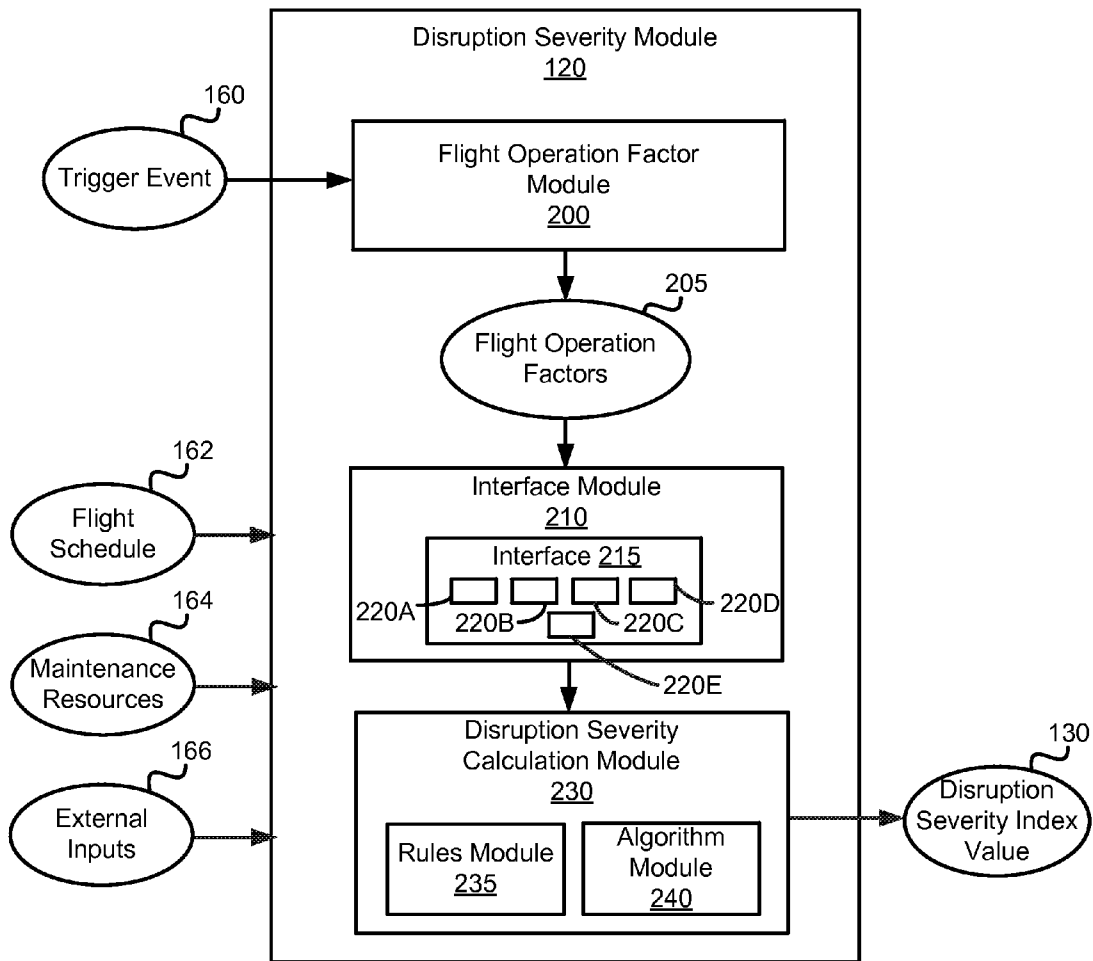 Disruption Severity Module
120
160
Trigger Event
Flight Operation Factor
Module
200
205
Flight Operation
Factors
162
Flight
Schedule
Interface Module
210
Interface 215
220A
220B
220C
220D
220E
164
Maintenance
Resources
166
External
Inputs
Disruption Severity
Calculation Module
230
Rules Module
235
Algorithm
Module
240
130
Disruption
Severity Index
Value